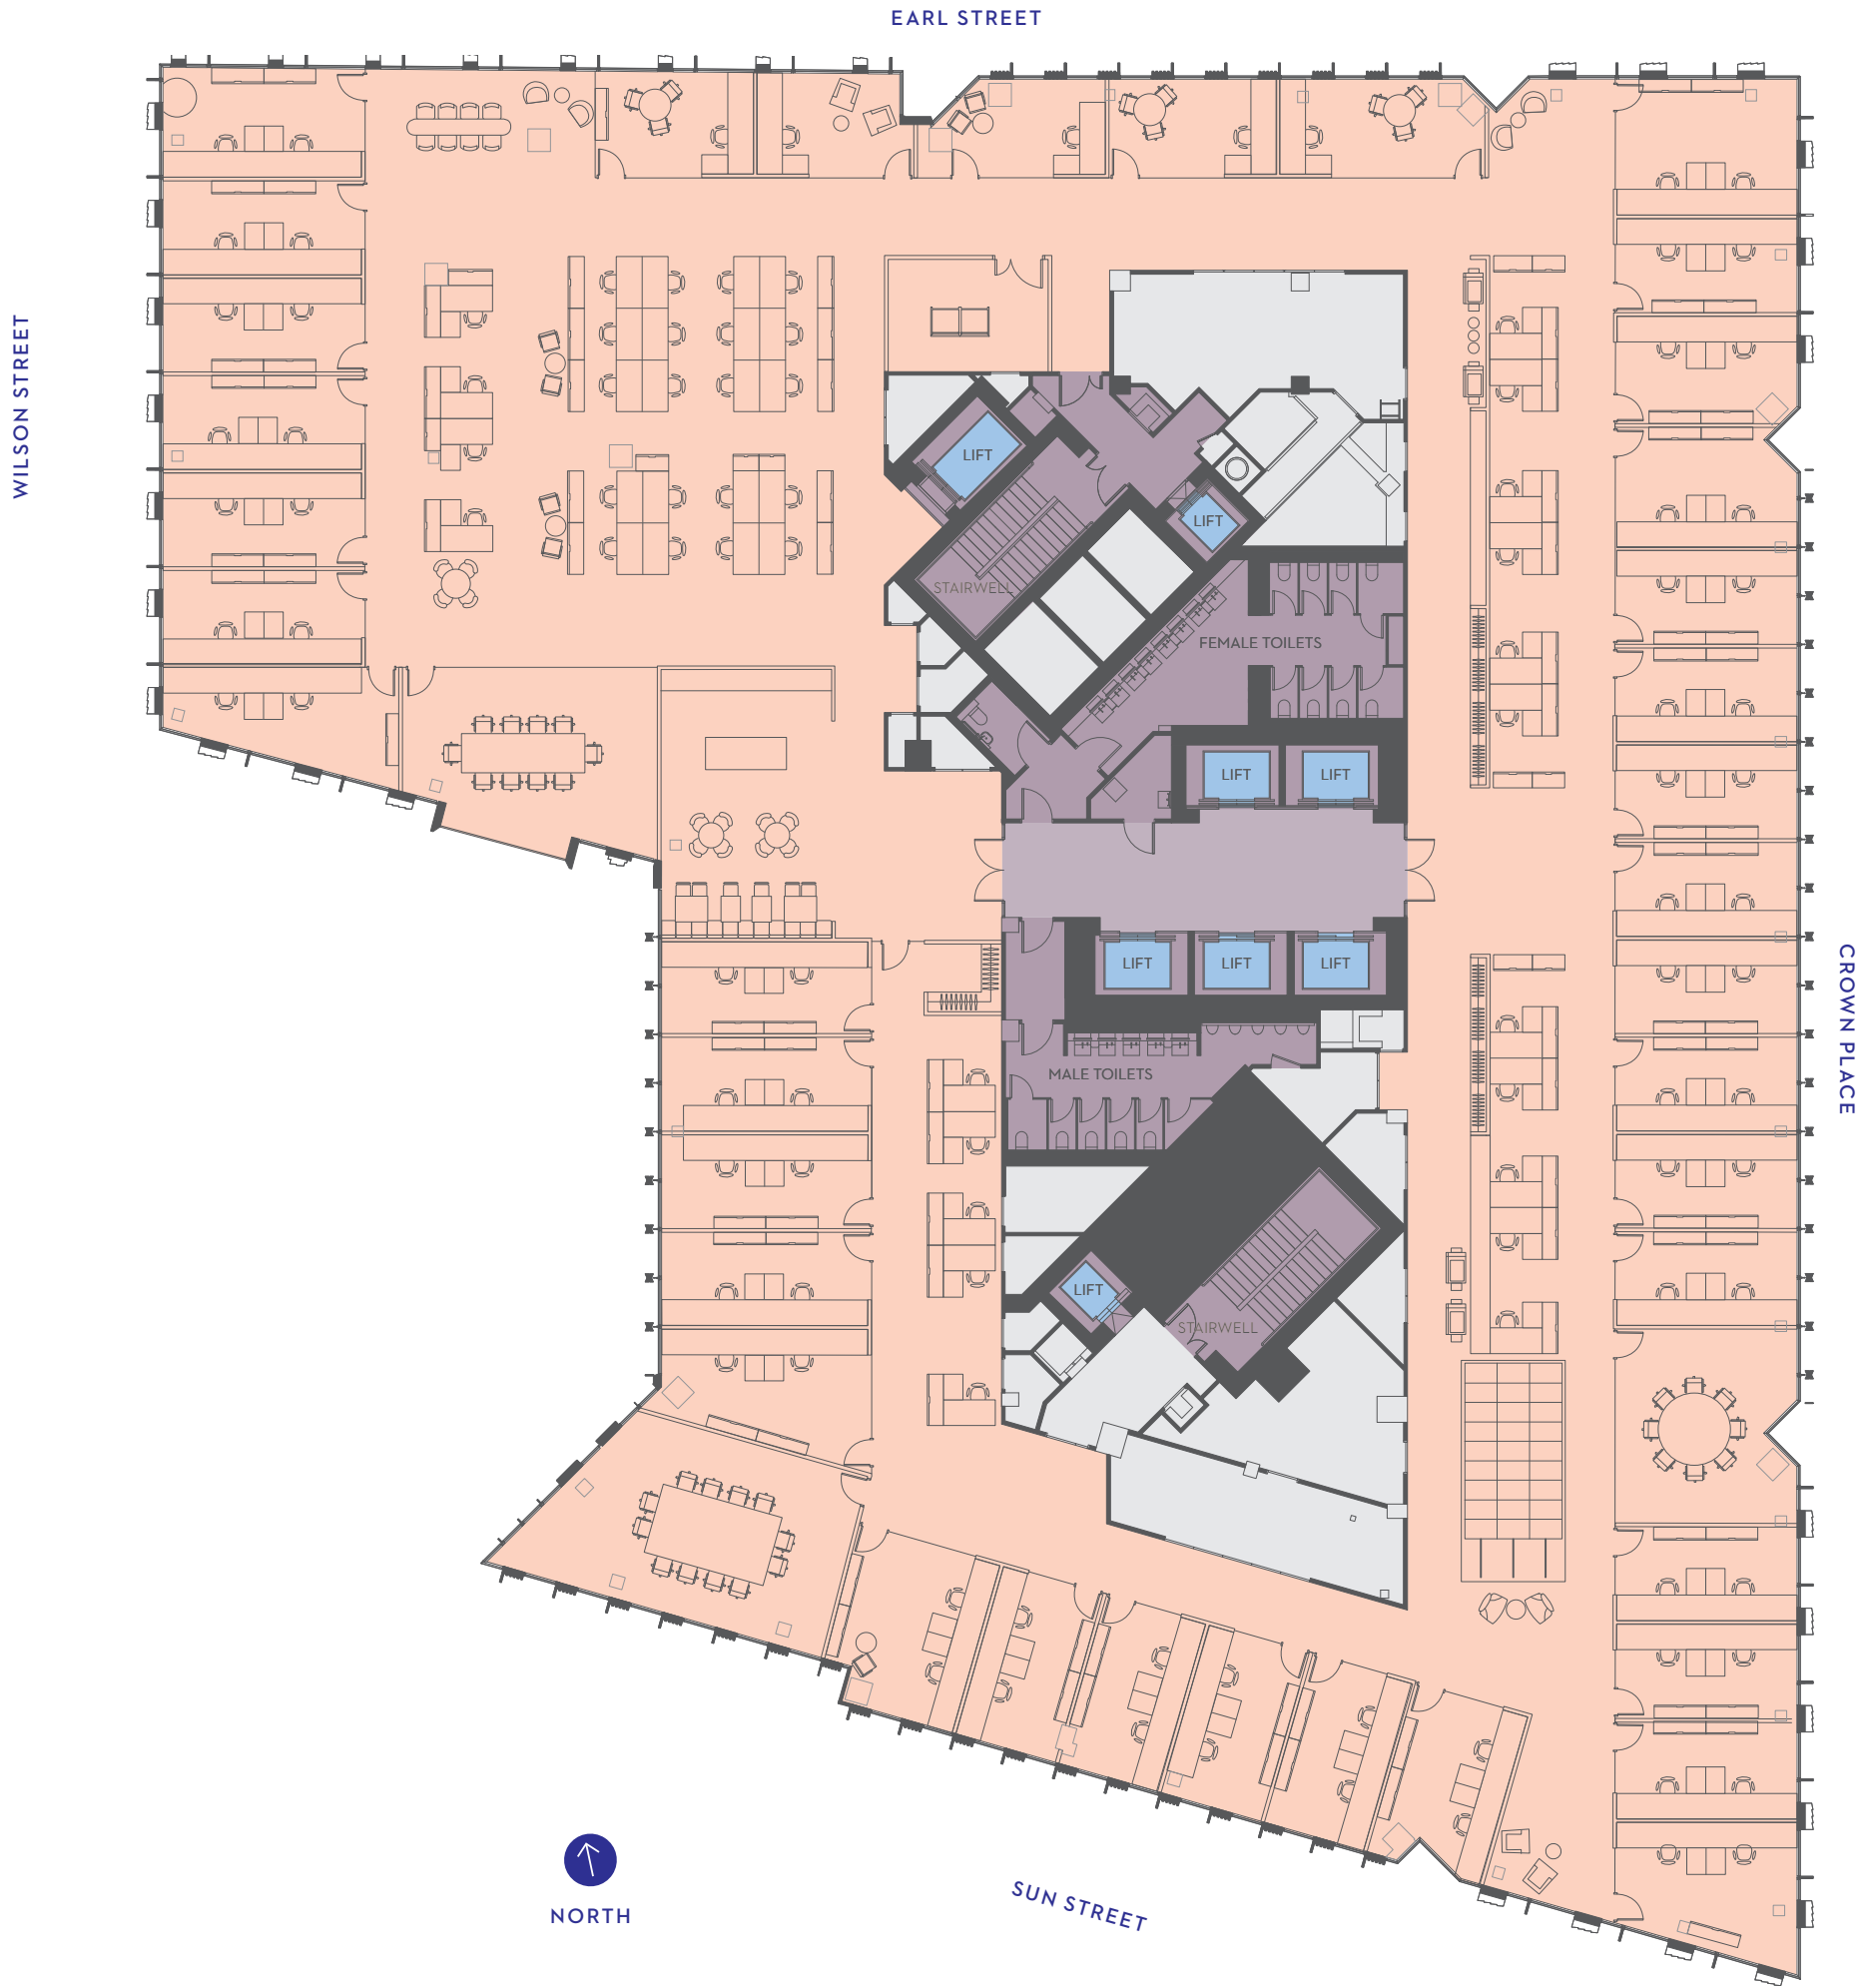 EARL STREET
WILSON STREET
LIFT
LIFT
STAIRWELL
FEMALE TOILETS
LIFT
LIFT
LIFT
LIFT
LIFT
CROWN PLACE
MALE TOILETS
LIFT
STAIRWELL
SUN STREET
NORTH